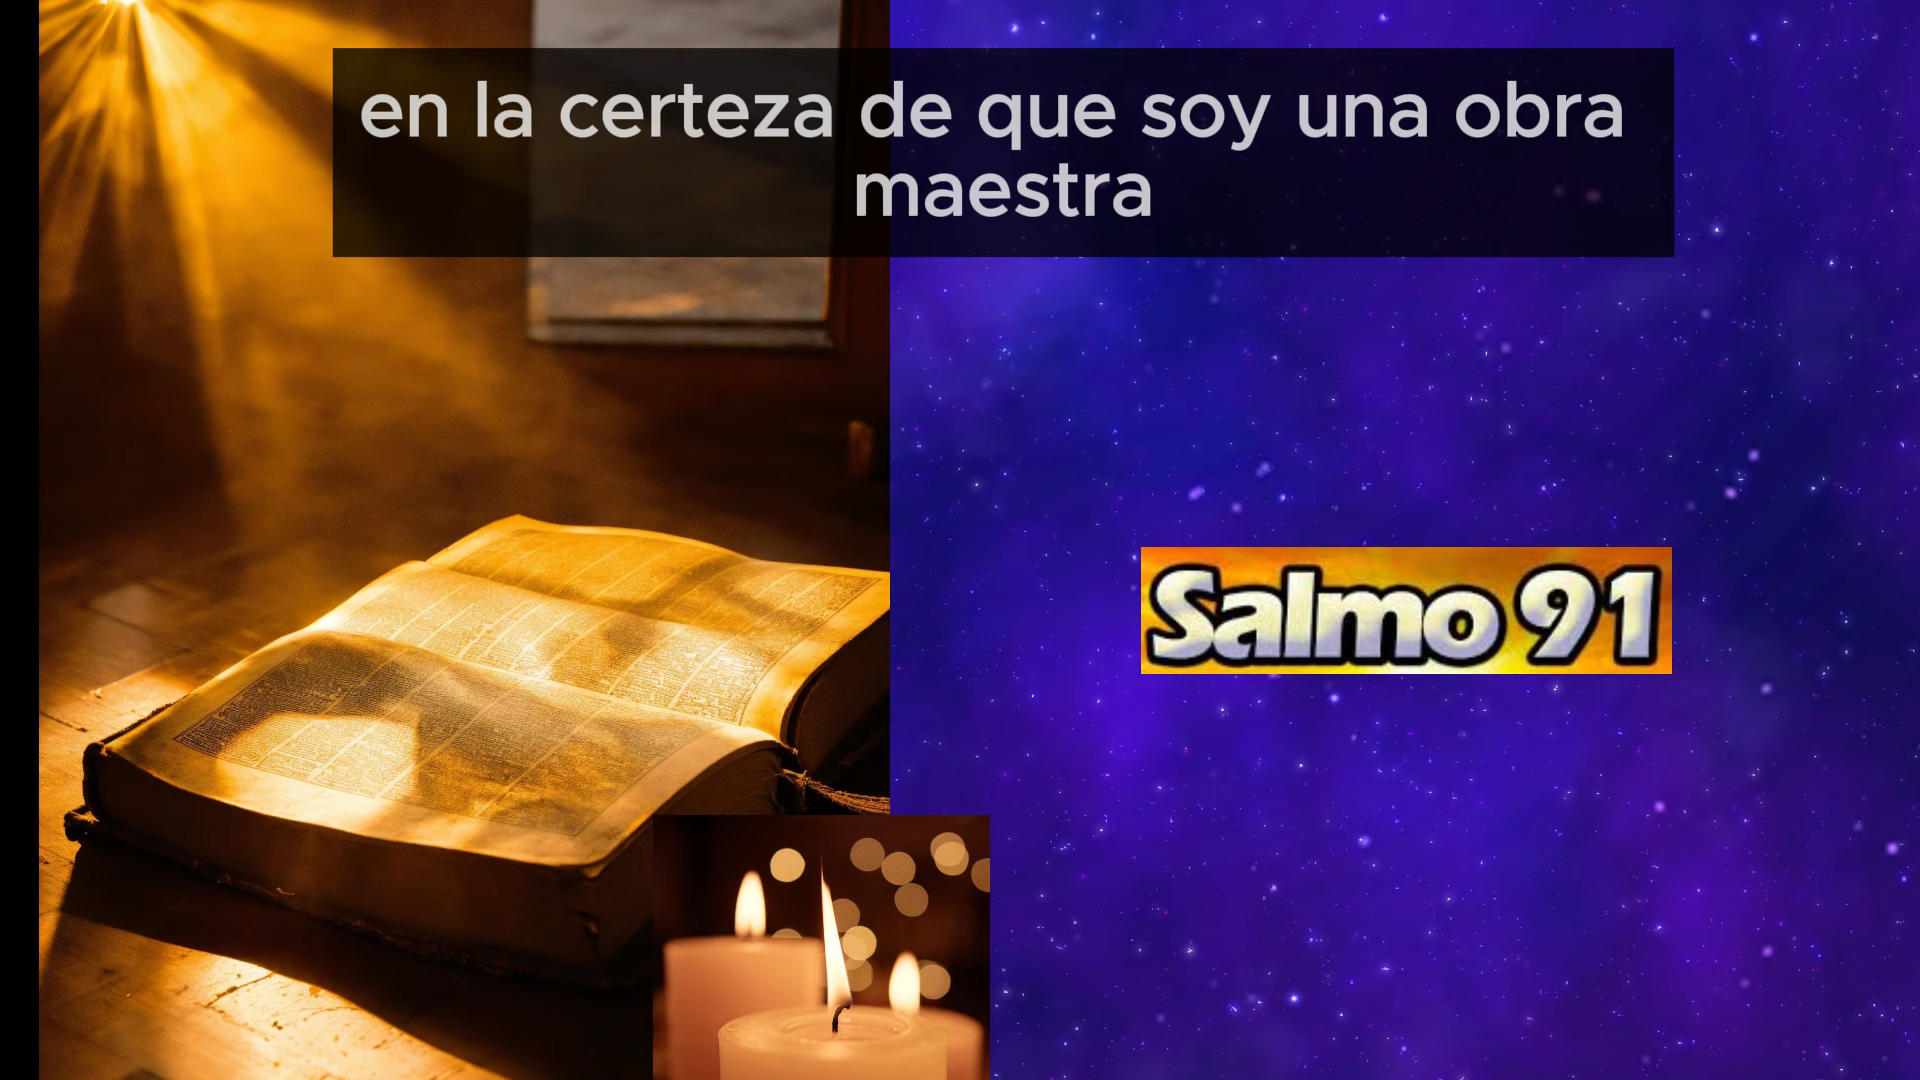 en la certeza de que soy una obra
maestra
Salmo 91